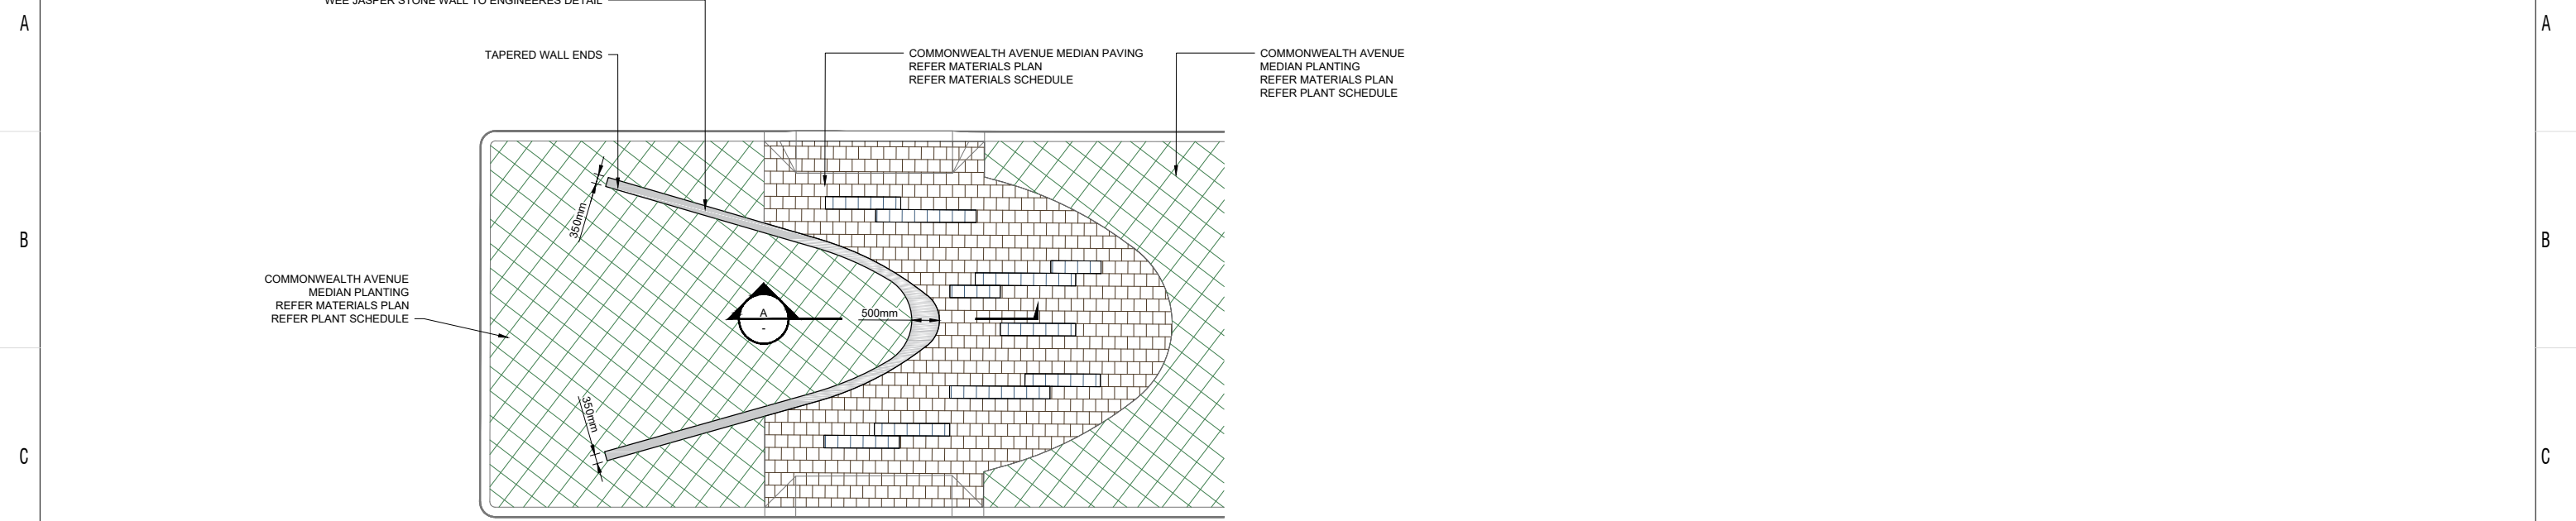 A
A
WEE JASPER STONE WALL TO ENGINEERES DETAIL
TAPERED WALL ENDS
COMMONWEALTH AVENUE MEDIAN PAVING
REFER MATERIALS PLAN
REFER MATERIALS SCHEDULE
COMMONWEALTH AVENUE
MEDIAN PLANTING
REFER MATERIALS PLAN
REFER PLANT SCHEDULE
350mm
B
B
COMMONWEALTH AVENUE
MEDIAN PLANTING
REFER MATERIALS PLAN
REFER PLANT SCHEDULE
A
-
500mm
350mm
C
C